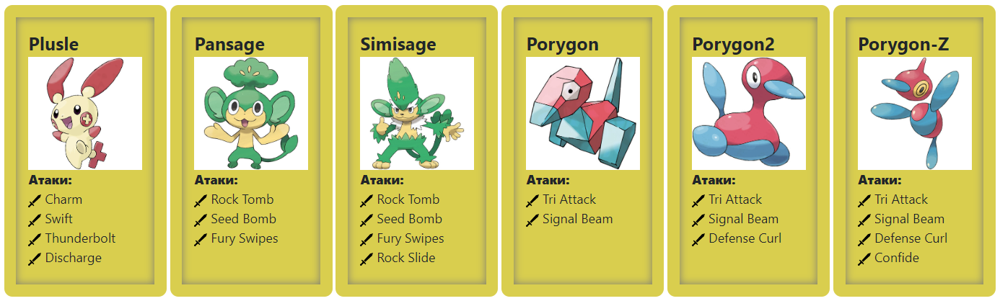 Plusle
Атаки:
Charm
Swift
Thunderbolt
Discharge
Pansage
Атаки:
Rock Tomb
Seed Bomb
Fury Swipes
Simisage
Атаки:
Rock Tomb
Seed Bomb
Fury Swipes
Rock Slide
Porygon
Атаки:
Tri Attack
Signal Beam
Porygon2
Атаки:
Tri Attack
Signal Beam
Defense Curl
Porygon-Z
Атаки:
Tri Attack
Signal Beam
Defense Curl
Confide